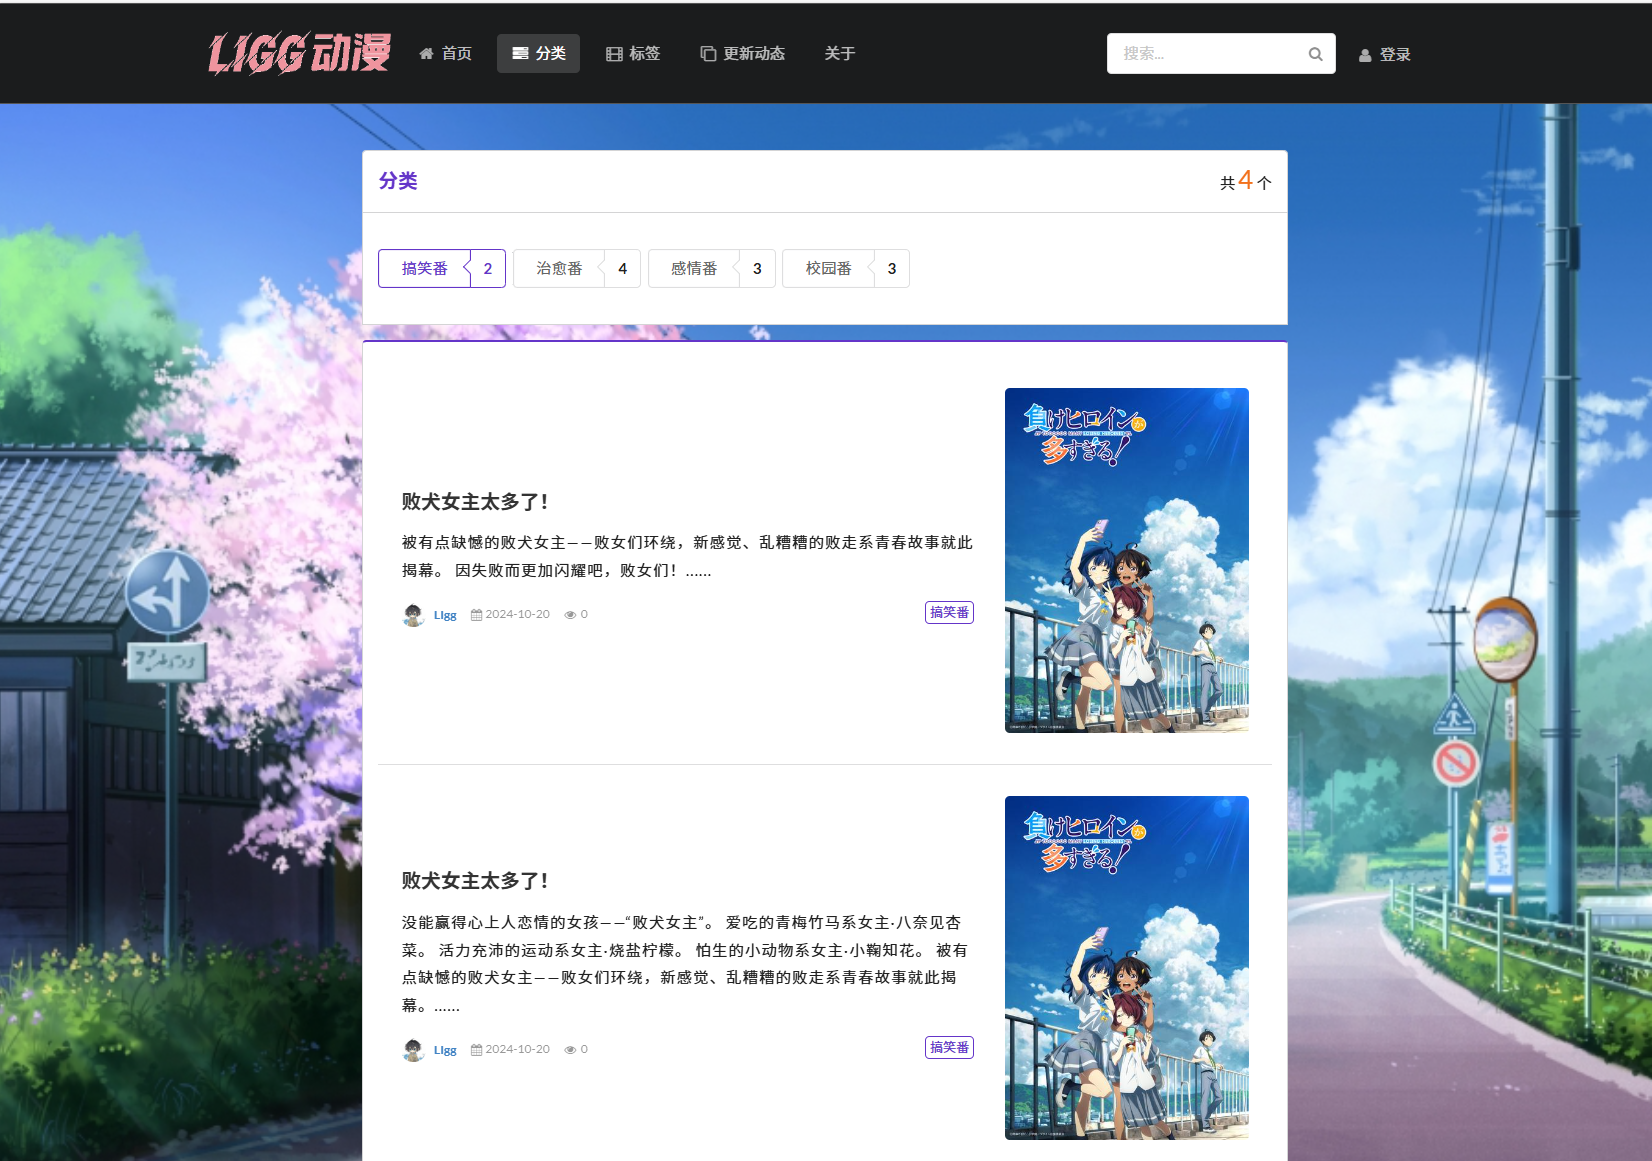 LIGG动漫
首页
分类
标签
更新动态
关于
搜索...
登录
分类
共4个
搞笑番 2
治愈番 4
感情番 3
校园番 3
負けヒロインが
多すぎる!
败犬女主太多了！
被有点缺憾的败犬女主——败女们环绕，新感觉、乱糟糟的败走系青春故事就此
揭幕。 因失败而更加闪耀吧，败女们！......
LIgg 2024-10-20 0
搞笑番
負けヒロインが
多すぎる!
败犬女主太多了！
没能赢得心上人恋情的女孩——“败犬女主”。 爱吃的青梅竹马系女主·八奈见杏
菜。 活力充沛的运动系女主·烧盐柠檬。 怕生的小动物系女主·小鞠知花。 被有
点缺憾的败犬女主——败女们环绕，新感觉、乱糟糟的败走系青春故事就此揭
幕。......
LIgg 2024-10-20 0
搞笑番